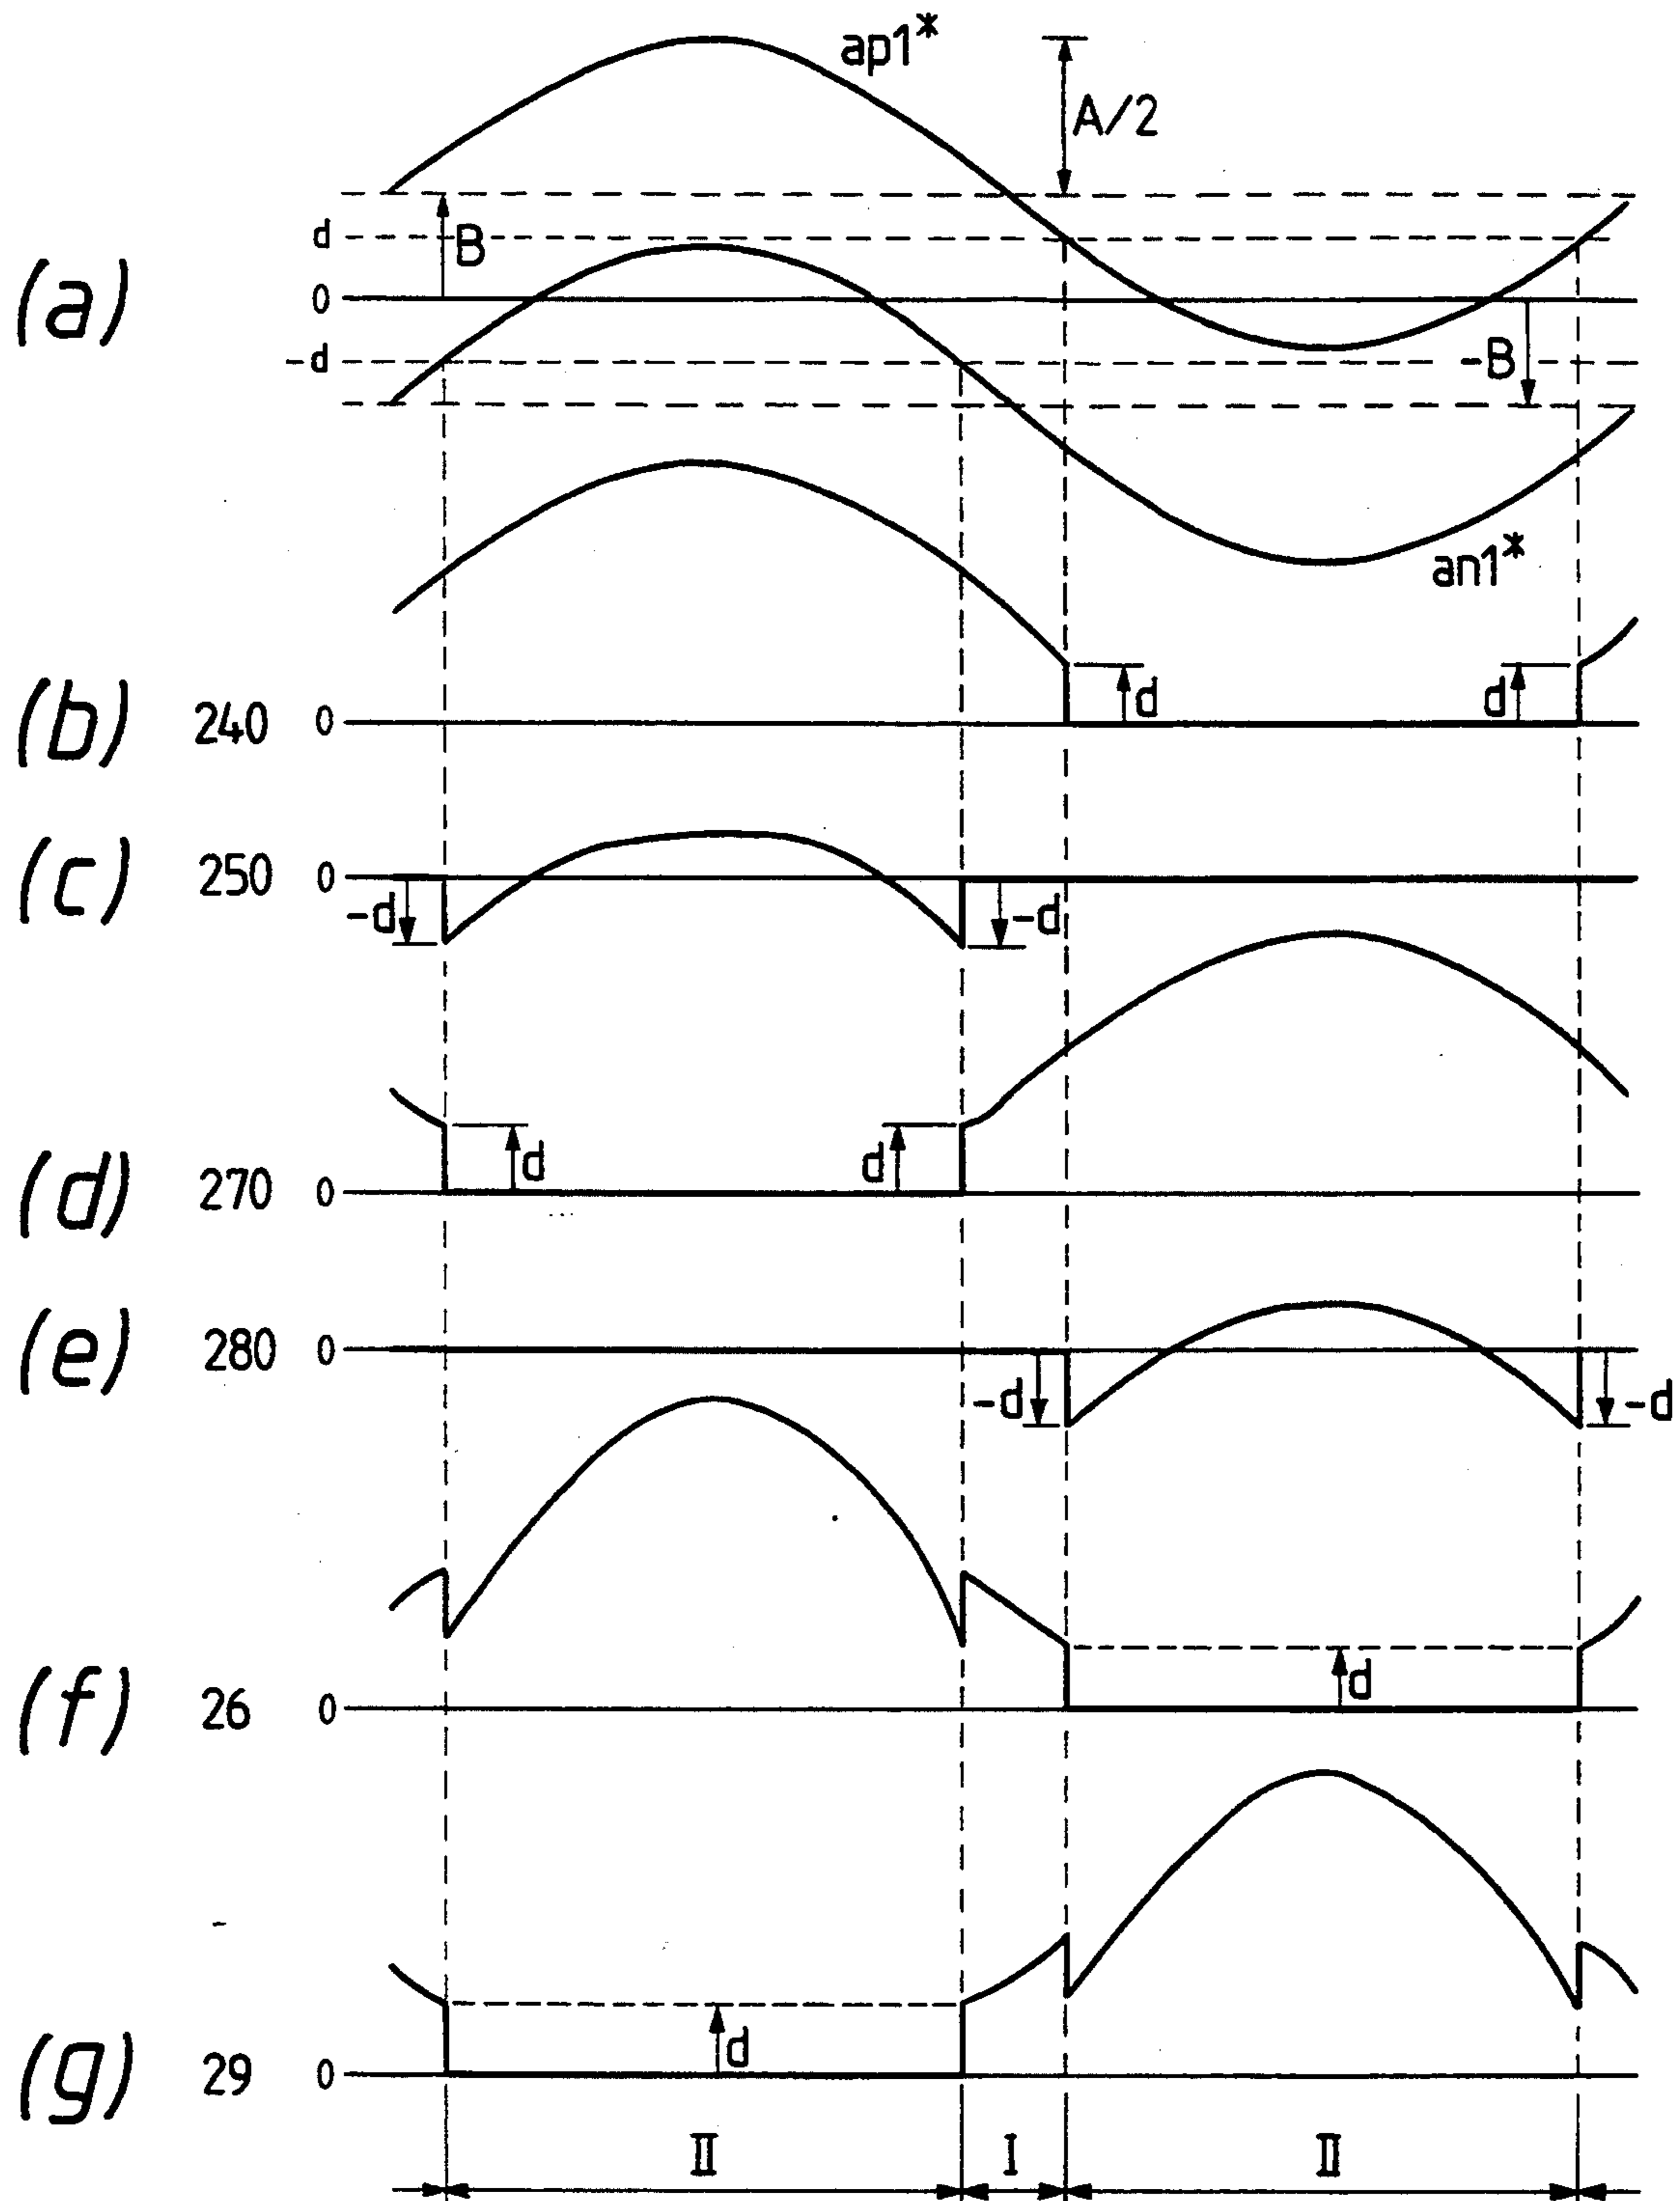 ap1*
A/2
d
B
(a)
0
-d
-B
an1*
(b) 240 0
d
d
(c) 250 0
-d
-d
(d) 270 0
d
d
(e) 280 0
-d
-d
(f) 26 0
d
(g) 29 0
d
II
I
II